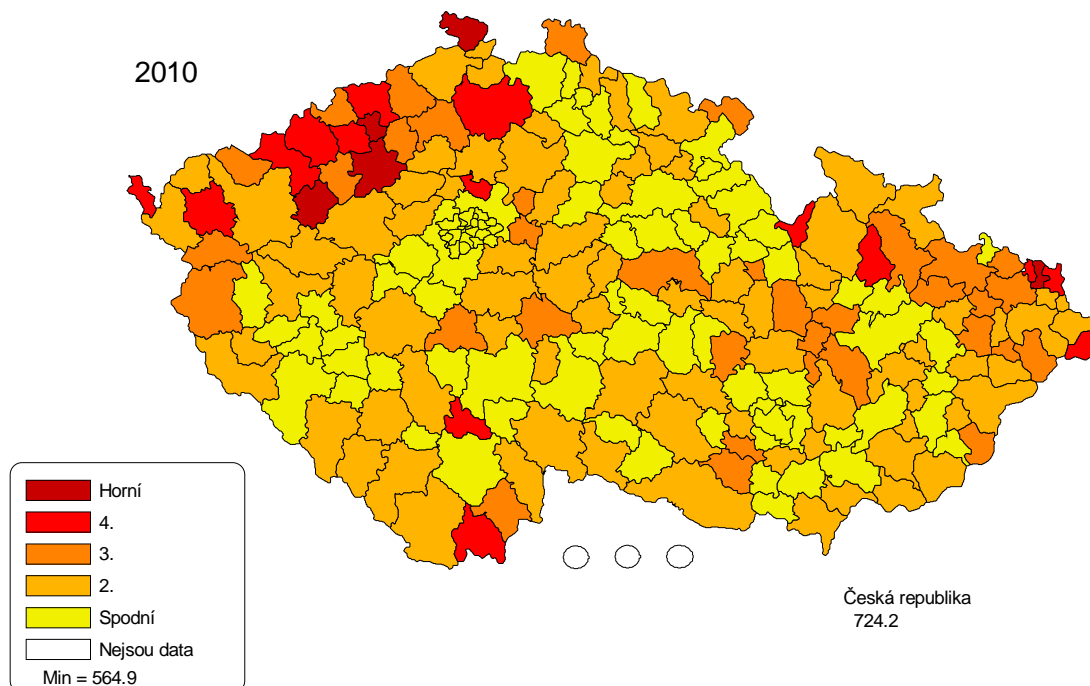 2010
Horní
4.
3.
2.
Spodní
Nejsou data
Min = 564.9
Česká republika
724.2